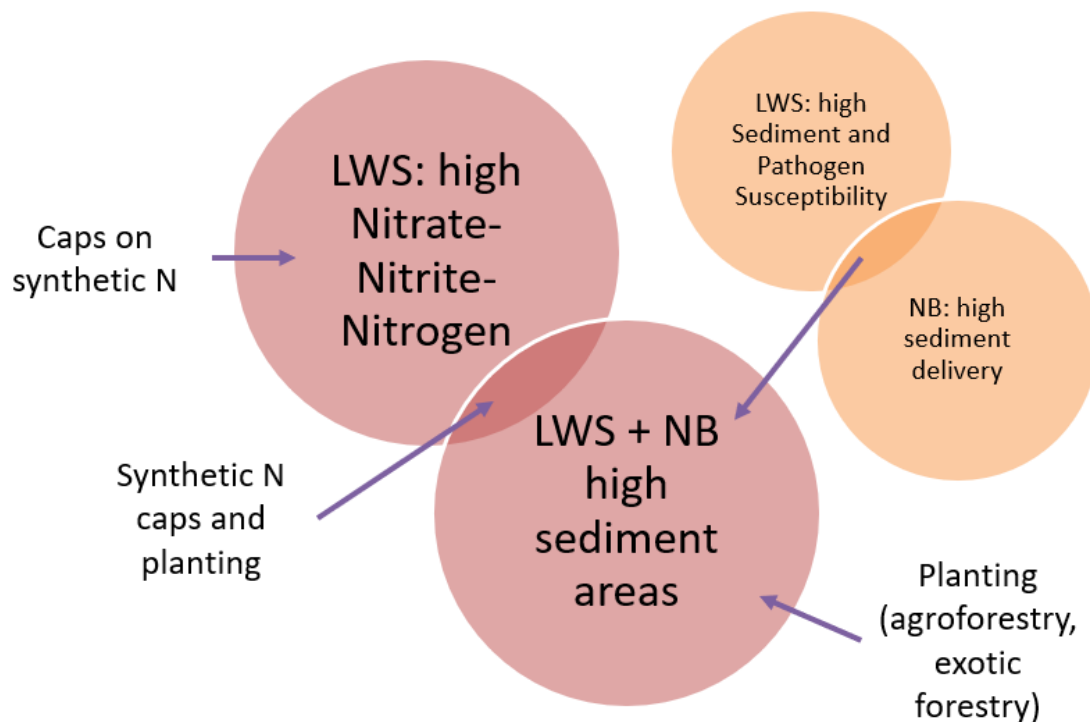 LWS: high
Nitrate-
Nitrite-
Nitrogen
LWS: high
Sediment and
Pathogen
Susceptibility
Caps on
synthetic N
NB: high
sediment
delivery
LWS + NB
high
sediment
areas
Synthetic N
caps and
planting
Planting
(agroforestry,
exotic
forestry)